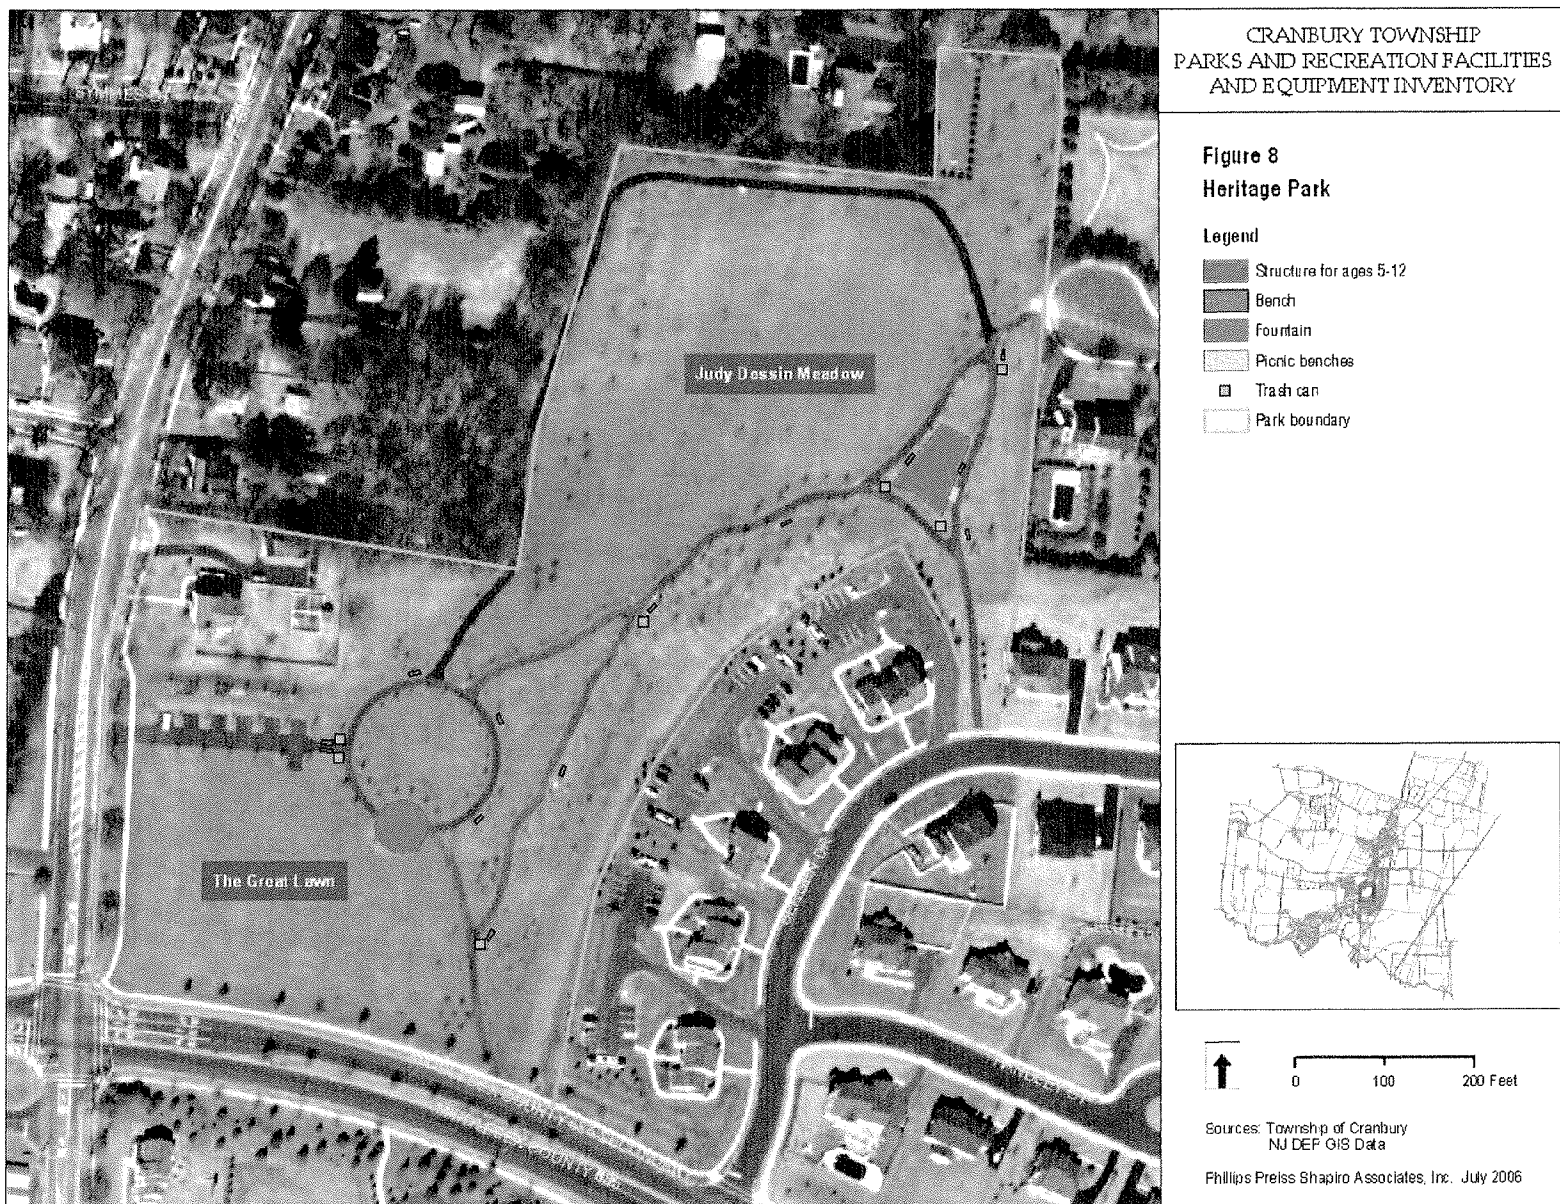 CRANBURY TOWNSHIP
PARKS AND RECREATION FACILITIES
AND EQUIPMENT INVENTORY
Figure 8
Heritage Park
Legend
Structure for ages 5-12
Bench
Fountain
Picnic benches
Trash can
Park boundary
Judy Dessin Meadow
The Great Lawn
0 100 200 Feet
Sources: Township of Cranbury
NJ DEP GIS Data
Phillips Preiss Shapiro Associates, Inc. July 2006